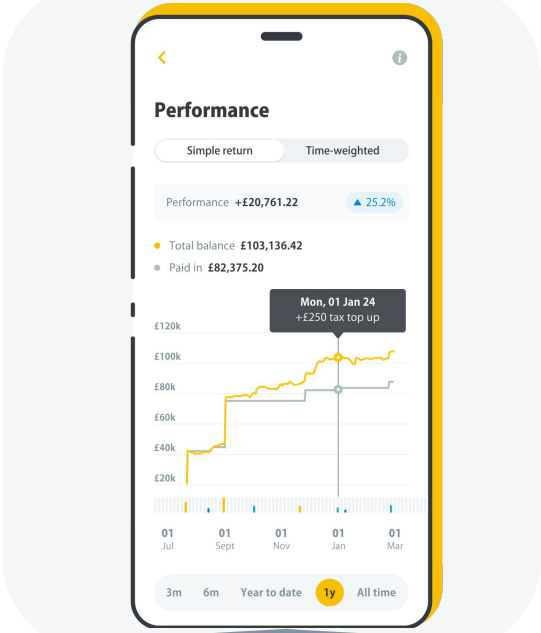 Performance
Simple return Time-weighted
Performance +£20,761.22 ▲ 25.2%
Total balance £103,136.42
Paid in £82,375.20
Mon, 01 Jan 24
+£250 tax top up
£120k
£100k
£80k
£60k
£40k
£20k
01 01 01 01 01
Jul Sept Nov Jan Mar
3m 6m Year to date 1y All time